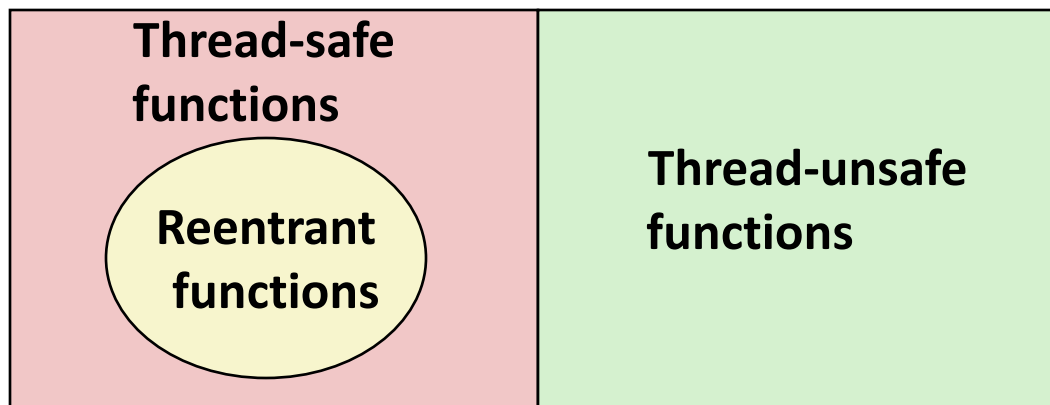 Thread-safe
functions
Reentrant
functions
Thread-unsafe
functions